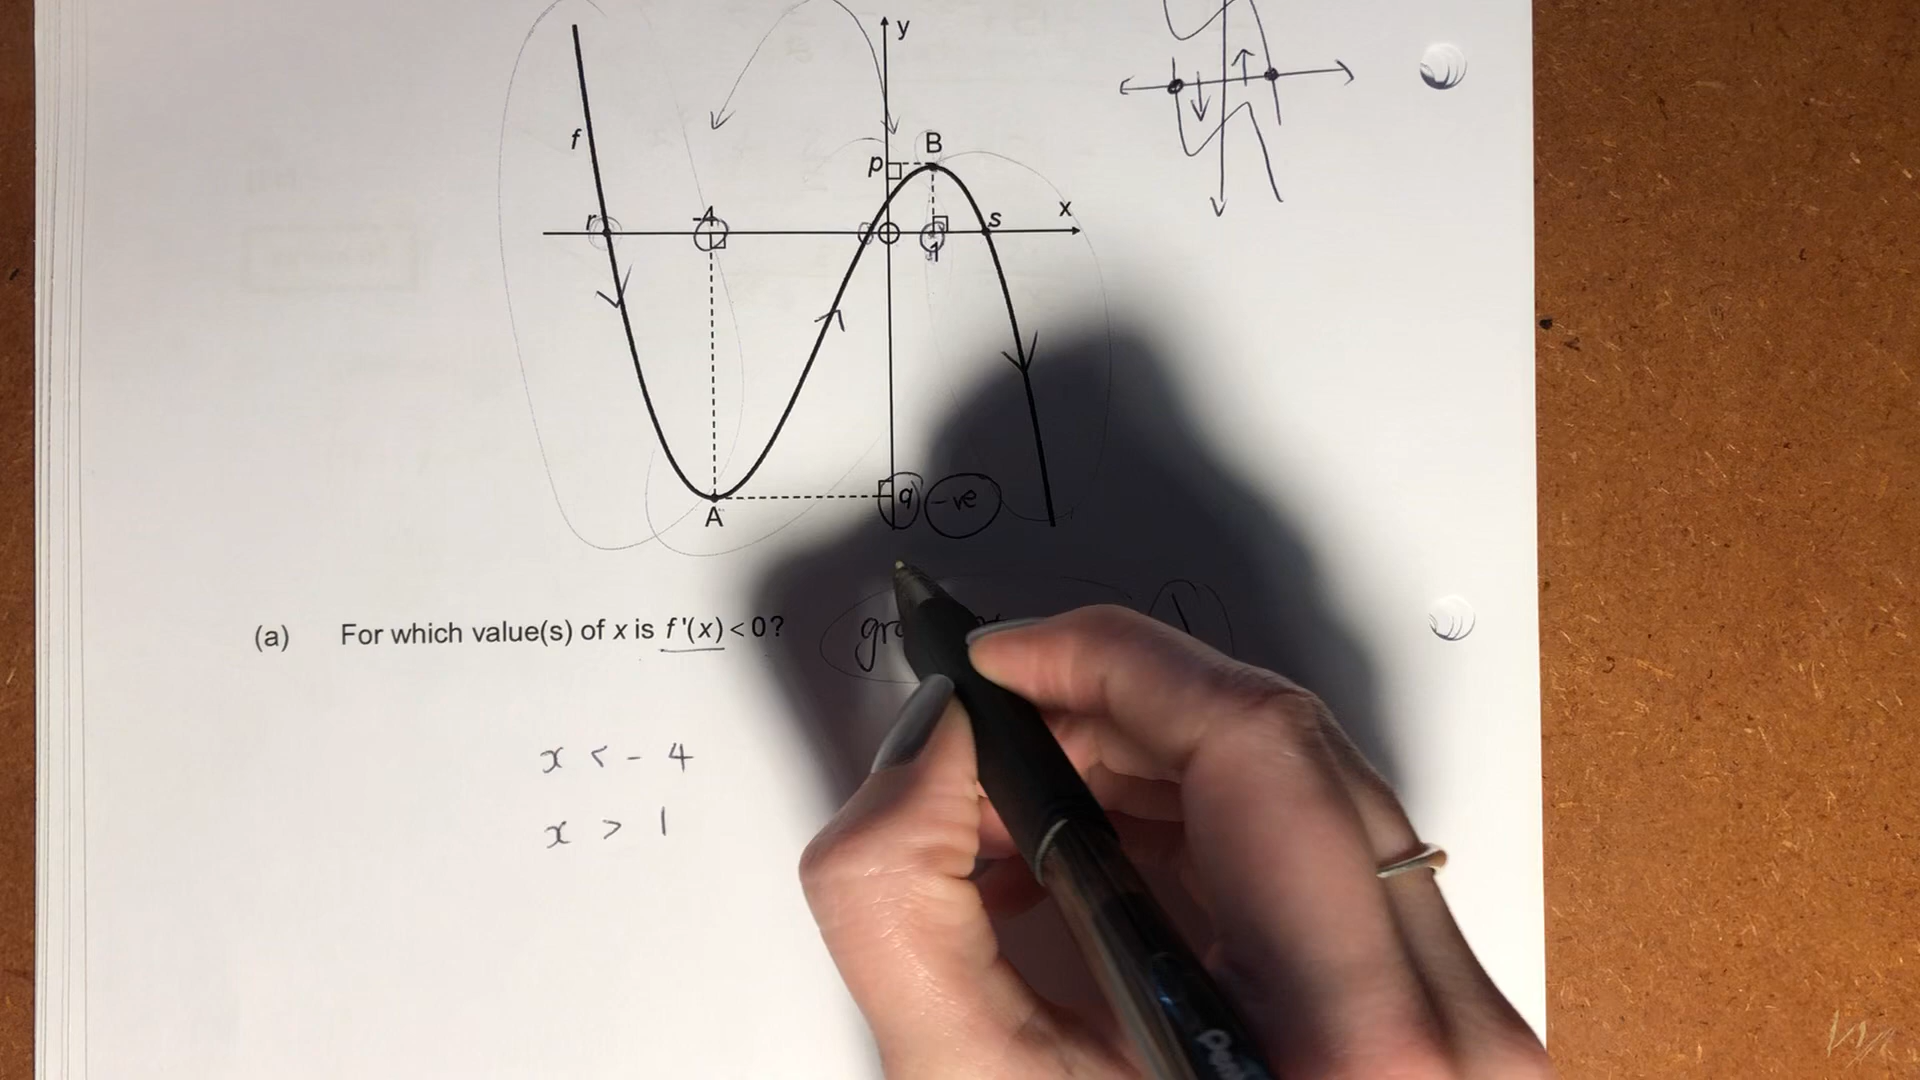 y
f
B
p
r
-4
s
x
1
q -ve
A
(a) For which value(s) of x is f'(x) < 0?
x < - 4
x > 1